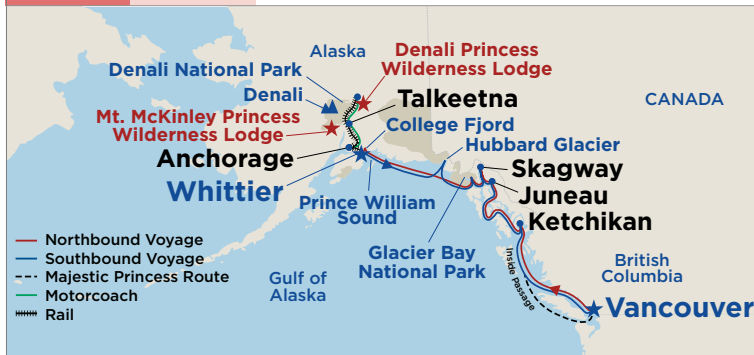 Alaska
Denali Princess
Wilderness Lodge
Denali National Park
Denali
Talkeetna
CANADA
Mt. McKinley Princess
Wilderness Lodge
College Fjord
Hubbard Glacier
Anchorage
Skagway
Whittier
Juneau
Prince William
Sound
Ketchikan
Glacier Bay
National Park
Northbound Voyage
Southbound Voyage
Majestic Princess Route
Motorcoach
Rail
Gulf of
Alaska
Inside Passage
British
Columbia
Vancouver